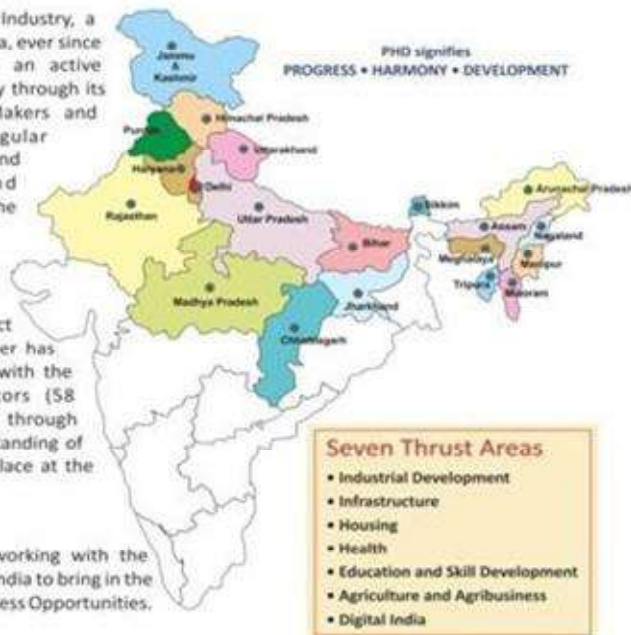 Industry, a
a, ever since
an active
y through its
Makers and
gular
nd
d
ne
ct
er has
with the
tors (58
through
standing of
lace at the
working with the
India to bring in the
ess Opportunities.
PHD signifies
PROGRESS • HARMONY • DEVELOPMENT
Jammu
&
Kashmir
Himachal Pradesh
Punjab
Uttarakhand
Haryana
Delhi
Rajasthan
Uttar Pradesh
Bihar
Sikkim
Arunachal Pradesh
Assam
Nagaland
Meghalaya
Manipur
Tripura
Mizoram
Madhya Pradesh
Jharkhand
Chhattisgarh
Seven Thrust Areas
• Industrial Development
• Infrastructure
• Housing
• Health
• Education and Skill Development
• Agriculture and Agribusiness
• Digital India